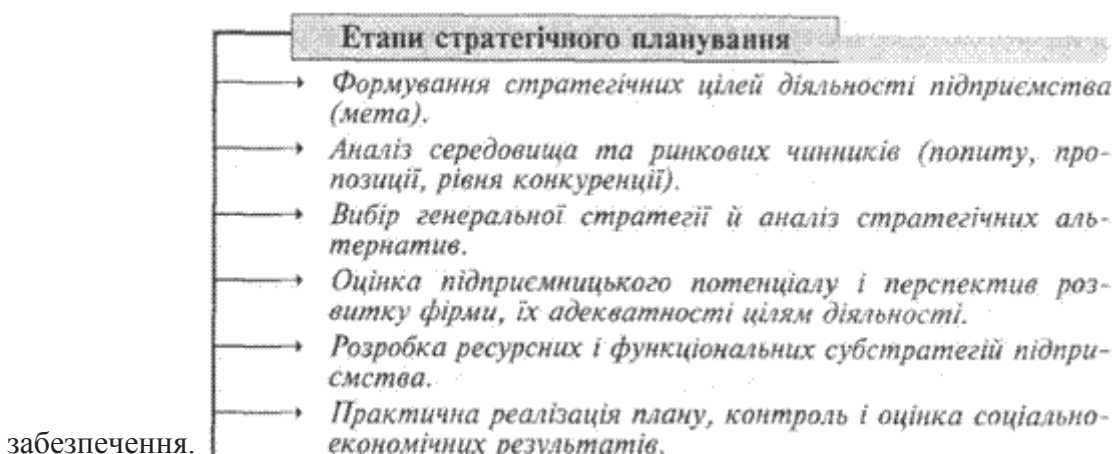 Етапи стратегічного планування
Формування стратегічних цілей діяльності підприємства
(мета).
Аналіз середовища та ринкових чинників (попиту, про-
позиції, рівня конкуренції).
Вибір генеральної стратегії й аналіз стратегічних аль-
тернатив.
Оцінка підприємницького потенціалу і перспектив роз-
витку фірми, їх адекватності цілям діяльності.
Розробка ресурсних і функціональних субстратегій підпри-
ємства.
Практична реалізація плану, контроль і оцінка соціально-
забезпечення. економічних результатів.